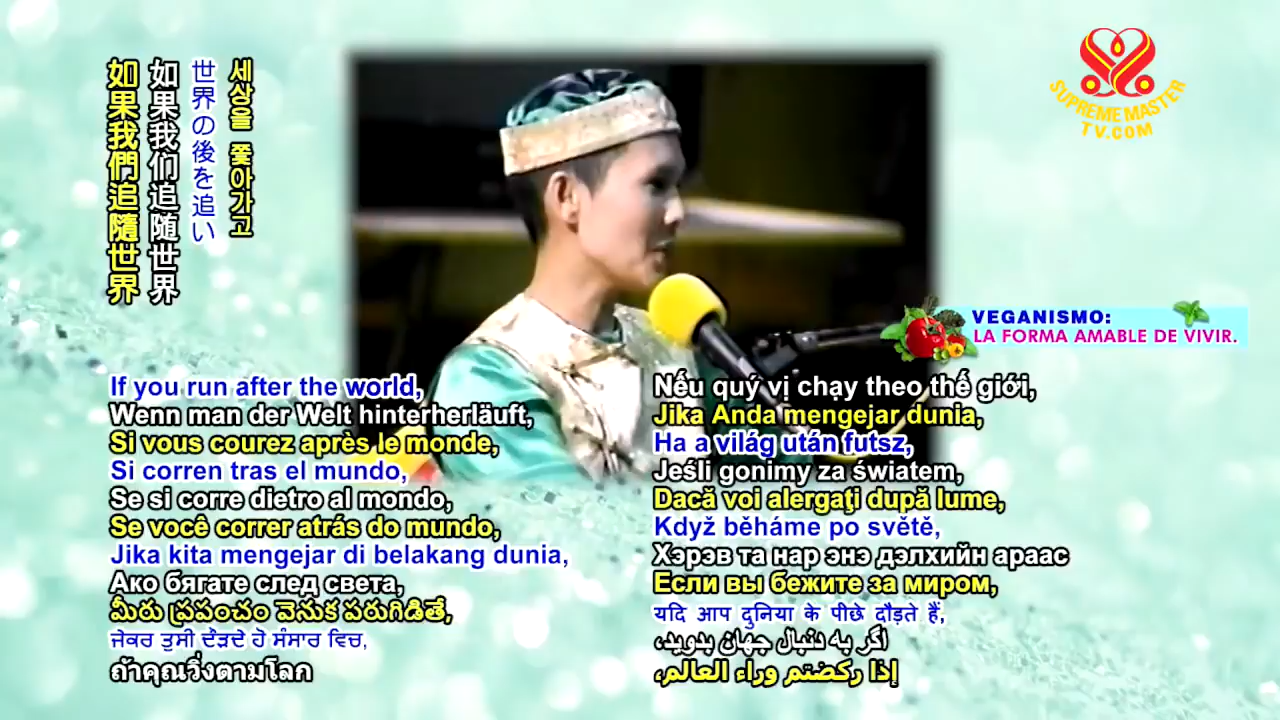 如果我們追隨世界
如果我们追随世界
世界の後を追い
세상을 쫓아가고
SUPREME MASTER
TV.COM
VEGANISMO:
LA FORMA AMABLE DE VIVIR.
If you run after the world,
Wenn man der Welt hinterherläuft,
Si vous courez après le monde,
Si corren tras el mundo,
Se si corre dietro al mondo,
Se você correr atrás do mundo,
Jika kita mengejar di belakang dunia,
Ако бягате след света,
మీరు ప్రపంచం వెనుక పరుగిడితే,
ਜੇਕਰ ਤੁਸੀ ਦੌੜਦੇ ਹੋ ਸੰਸਾਰ ਵਿਚ,
ถ้าคุณวิ่งตามโลก
Nếu quý vị chạy theo thế giới,
Jika Anda mengejar dunia,
Ha a világ után futsz,
Jeśli gonimy za światem,
Dacă voi alergaţi după lume,
Když běháme po světě,
Хэрэв та нар энэ дэлхийн араас
Если вы бежите за миром,
यदि आप दुनिया के पीछे दौड़ते हैं,
اگر به دنبال جهان بدوید،
إذا ركضتم وراء العالم،